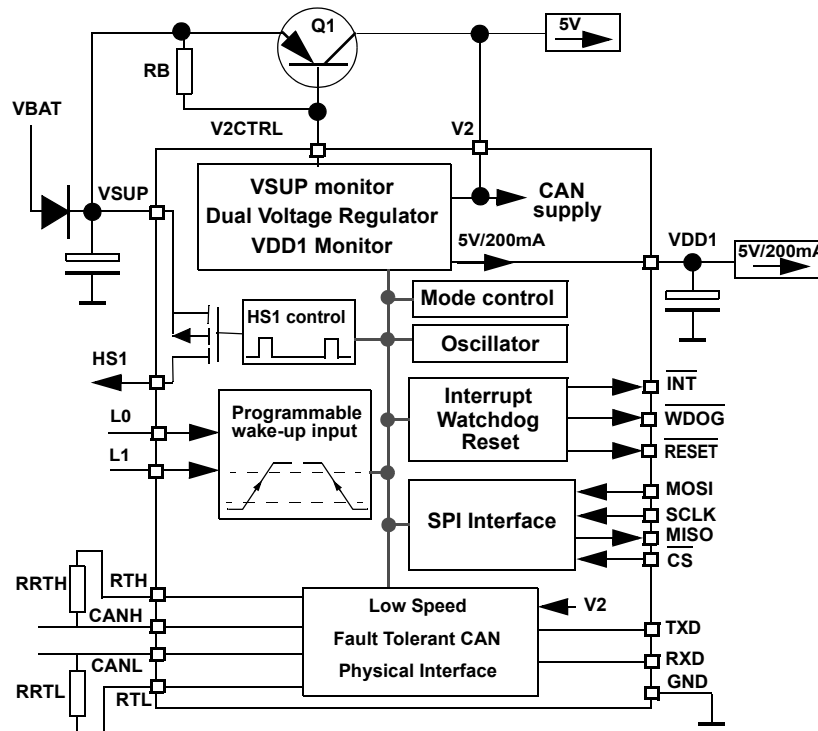 Q1
5V
RB
VBAT
V2CTRL
V2
VSUP
VSUP monitor
Dual Voltage Regulator
VDD1 Monitor
CAN
supply
5V/200mA
VDD1
5V/200mA
Mode control
HS1 control
Oscillator
HS1
Programmable
wake-up input
L0
L1
Interrupt
Watchdog
Reset
INT
WDOG
RESET
SPI Interface
MOSI
SCLK
MISO
CS
RRTH
RTH
CANH
CANL
RRTL
RTL
Low Speed
Fault Tolerant CAN
Physical Interface
V2
TXD
RXD
GND